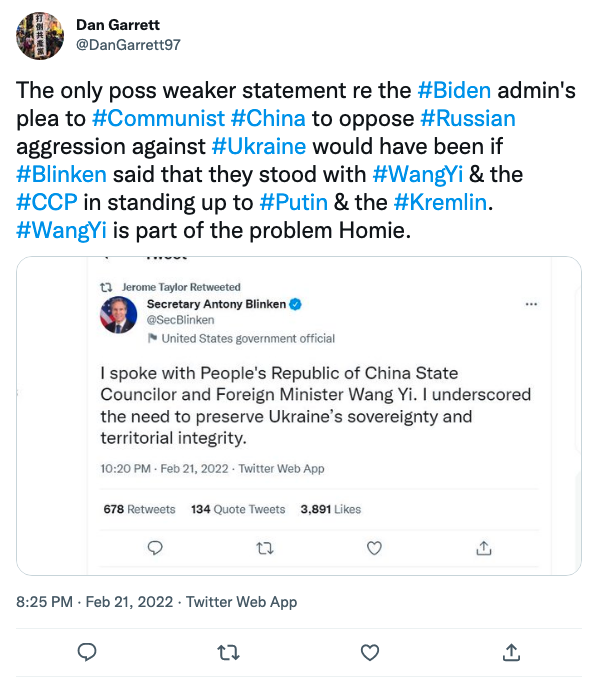 Dan Garrett
@DanGarrett97
The only poss weaker statement re the #Biden admin's
plea to #Communist #China to oppose #Russian
aggression against #Ukraine would have been if
#Blinken said that they stood with #WangYi & the
#CCP in standing up to #Putin & the #Kremlin.
#WangYi is part of the problem Homie.
Jerome Taylor Retweeted
Secretary Antony Blinken
@SecBlinken
United States government official
I spoke with People's Republic of China State
Councilor and Foreign Minister Wang Yi. I underscored
the need to preserve Ukraine's sovereignty and
territorial integrity.
10:20 PM · Feb 21, 2022 · Twitter Web App
678 Retweets 134 Quote Tweets 3,891 Likes
8:25 PM · Feb 21, 2022 · Twitter Web App